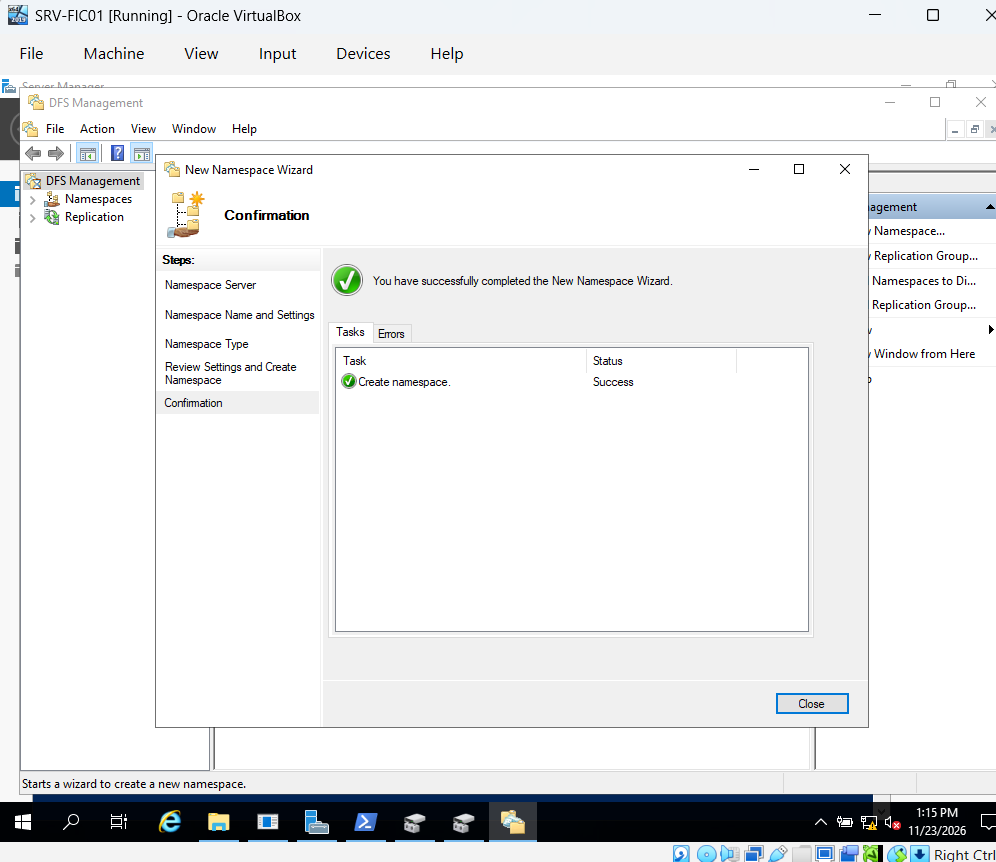 SRV-FIC01 [Running] - Oracle VirtualBox
File Machine View Input Devices Help
Server Manager
DFS Management
File Action View Window Help
DFS Management
Namespaces
Replication
New Namespace Wizard
Confirmation
Steps:
Namespace Server
Namespace Name and Settings
Namespace Type
Review Settings and Create
Namespace
Confirmation
You have successfully completed the New Namespace Wizard.
Tasks Errors
Task Status
Create namespace. Success
Close
agement
Namespace...
Replication Group...
Namespaces to Di...
Replication Group...
Window from Here
Starts a wizard to create a new namespace.
1:15 PM
11/23/2026
Right Ctrl